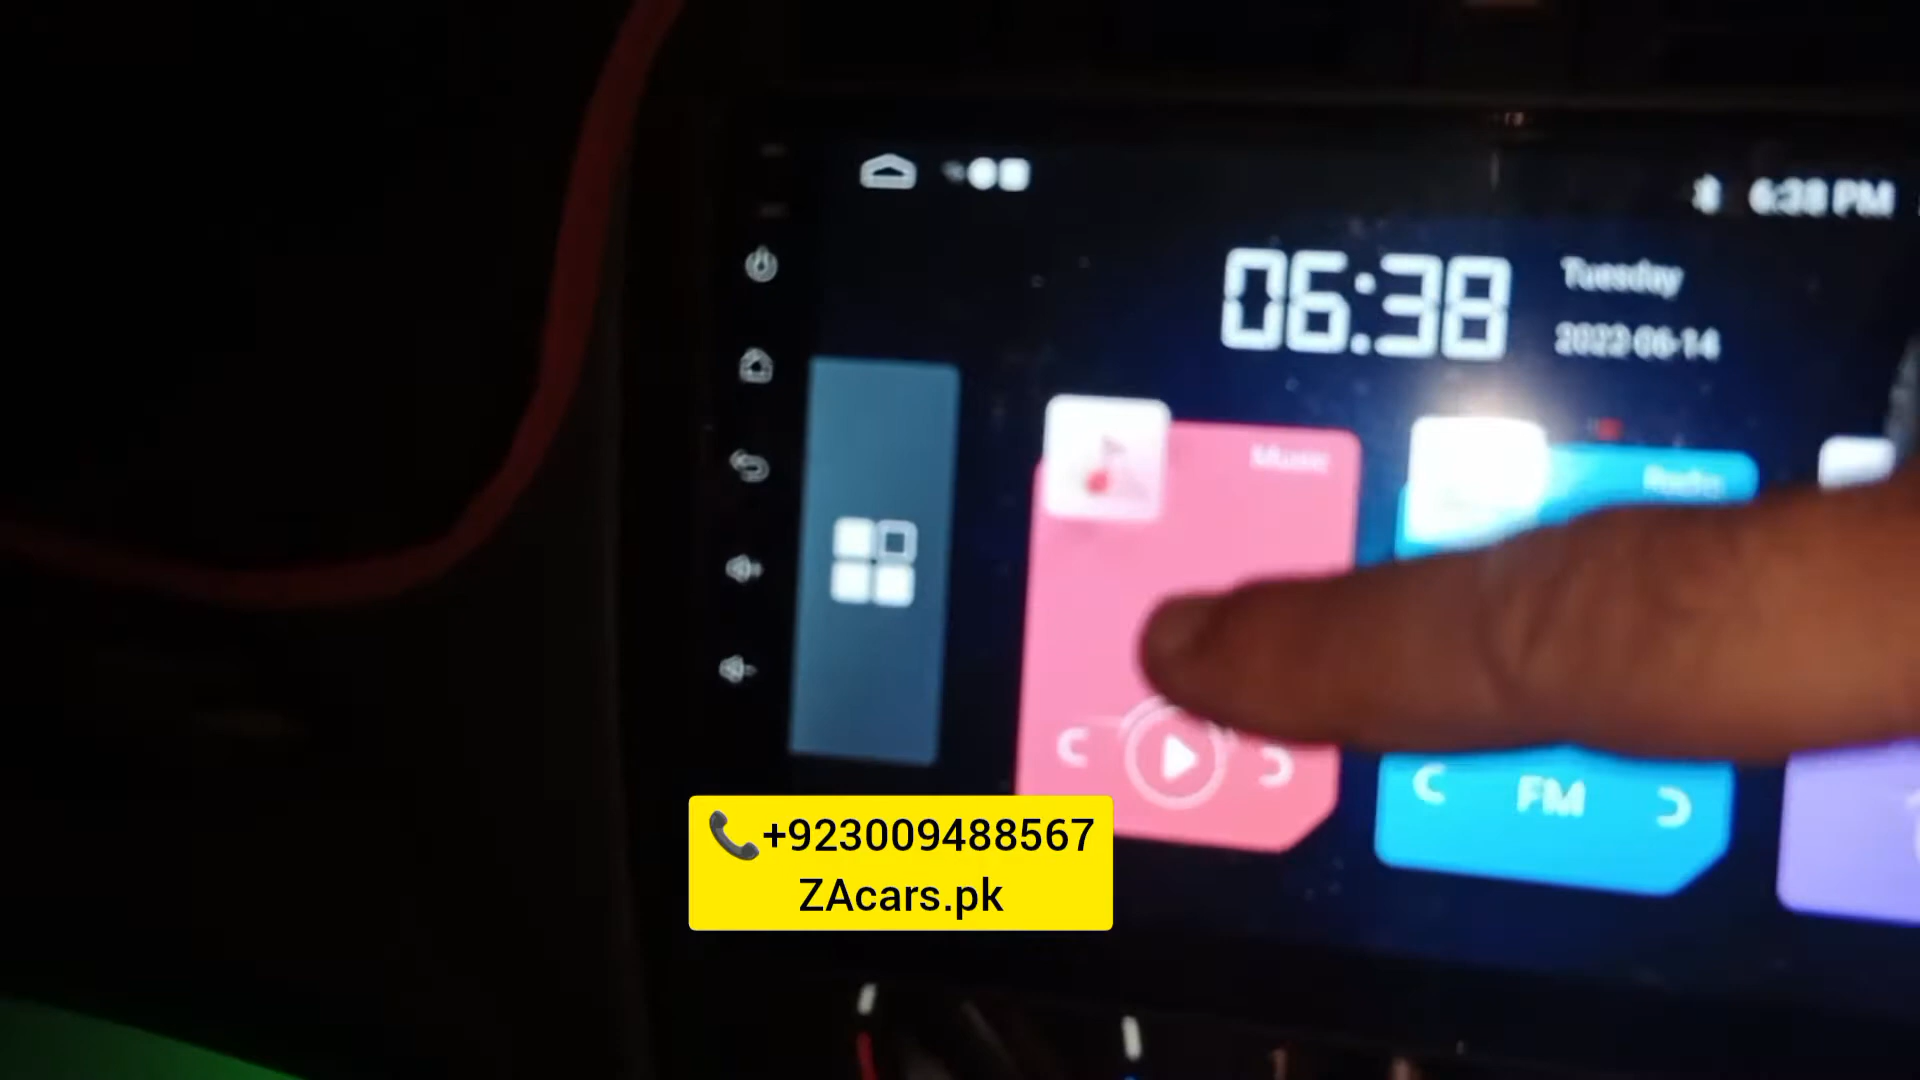 6:38 PM
06:38
Tuesday
2022-06-14
Music
Radio
FM
📞+923009488567
ZAcars.pk